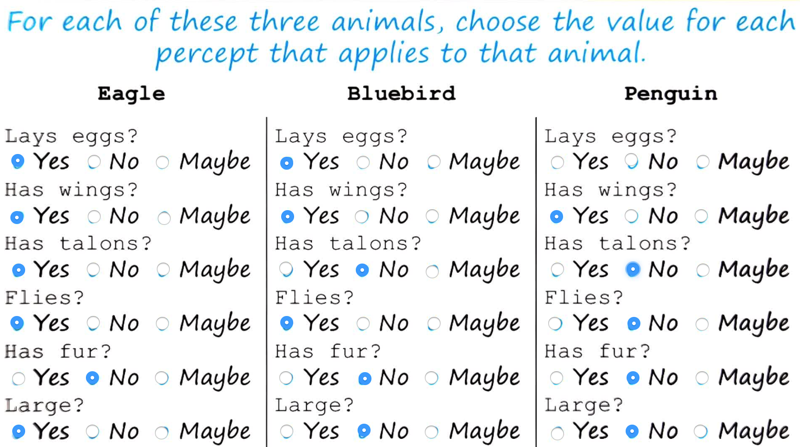 For each of these three animals, choose the value for each
percept that applies to that animal.
Eagle Bluebird Penguin
Lays eggs? Lays eggs? Lays eggs?
Yes No Maybe Yes No Maybe Yes No Maybe
Has wings? Has wings? Has wings?
Yes No Maybe Yes No Maybe Yes No Maybe
Has talons? Has talons? Has talons?
Yes No Maybe Yes No Maybe Yes No Maybe
Flies? Flies? Flies?
Yes No Maybe Yes No Maybe Yes No Maybe
Has fur? Has fur? Has fur?
Yes No Maybe Yes No Maybe Yes No Maybe
Large? Large? Large?
Yes No Maybe Yes No Maybe Yes No Maybe